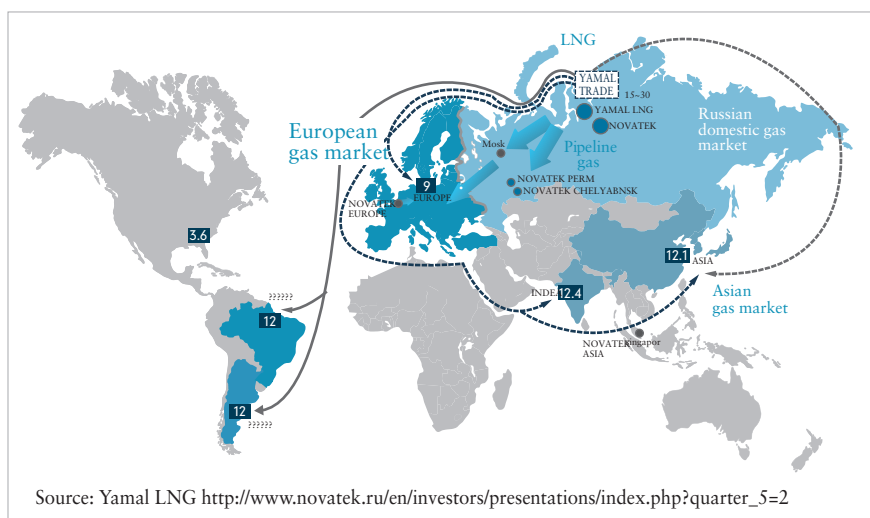 LNG
YAMAL
TRADE
15-30
YAMAL LNG
NOVATEK
Russian
domestic gas
market
European
gas market
Mosk
Pipeline
gas
NOVATEK PERM
NOVATEK CHELYABNSK
9
EUROPE
NOVATEK
EUROPE
3.6
12.1
ASIA
INDEA
12.4
Asian
gas market
??????
12
NOVATEK
ASIA
ingapor
12
??????
Source: Yamal LNG http://www.novatek.ru/en/investors/presentations/index.php?quarter_5=2